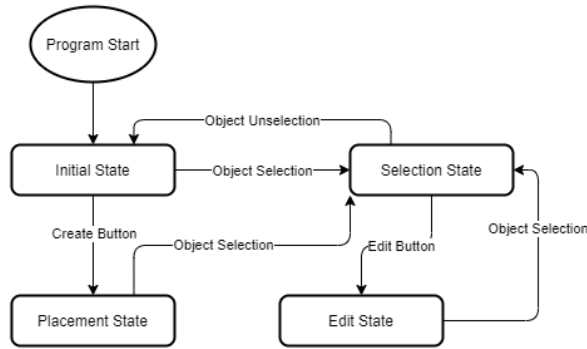 Program Start
Object Unselection
Initial State
Object Selection
Selection State
Create Button
Object Selection
Edit Button
Object Selection
Placement State
Edit State